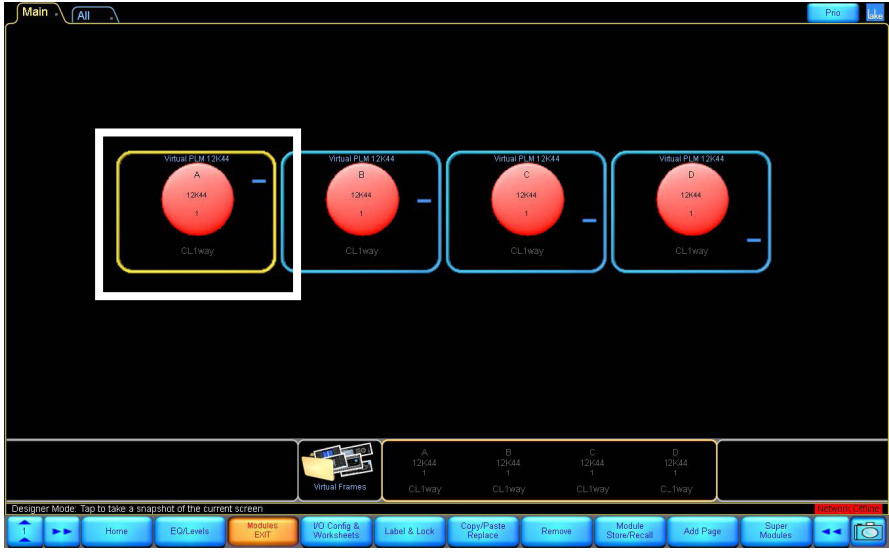 Main
All
Prio
lake
Virtual PLM 12K44
A
12K44
1
CL1way
Virtual PLM 12K44
B
12K44
1
CL1way
Virtual PLM 12K44
C
12K44
1
CL1way
Virtual PLM 12K44
D
12K44
1
CL1way
Virtual Frames
A
12K44
1
CL1way
B
12K44
1
CL1way
C
12K44
1
CL1way
D
12K44
1
C_1way
Designer Mode: Tap to take a snapshot of the current screen
Network Offline
1
Home
EQ/Levels
Modules
EXIT
I/O Config &
Worksheets
Label & Lock
Copy/Paste
Replace
Remove
Module
Store/Recall
Add Page
Super
Modules